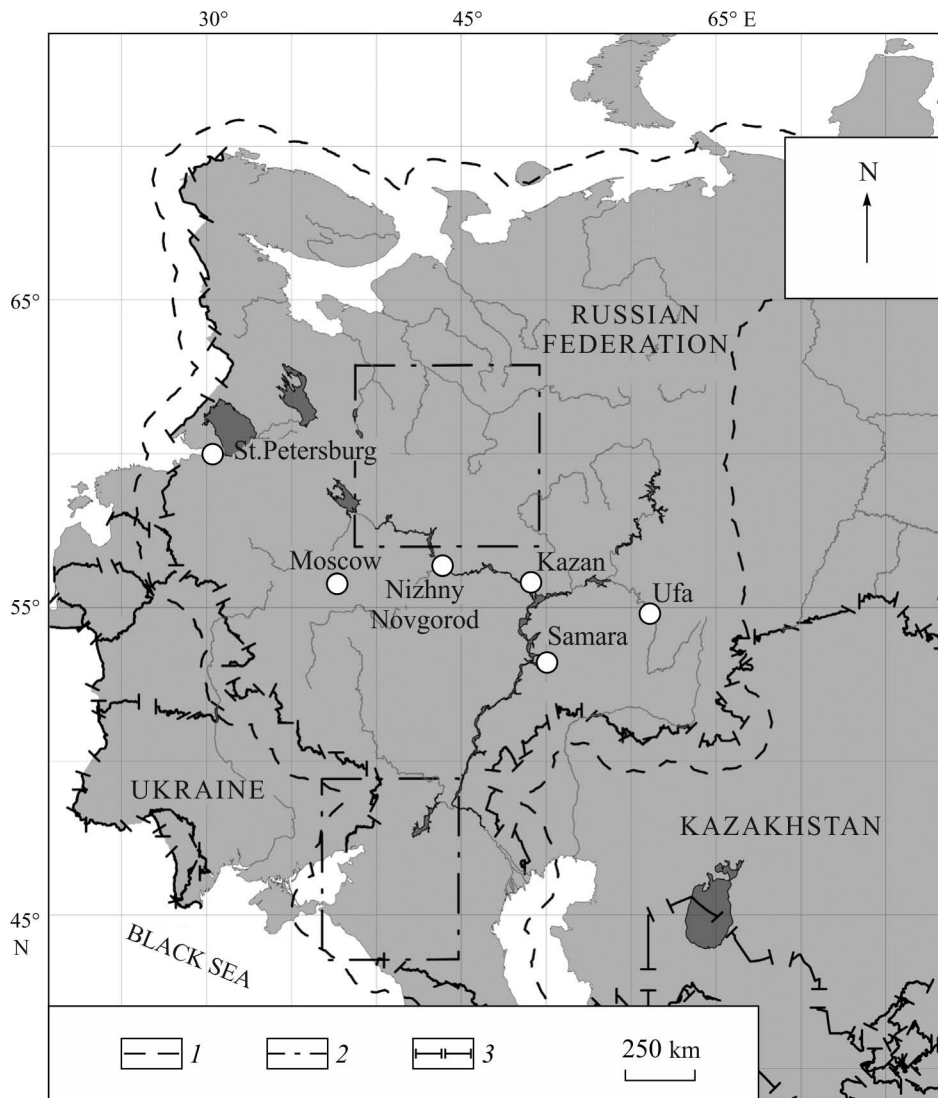 30° 45° 65° E
N
65°
RUSSIAN
FEDERATION
St.Petersburg
Moscow
Kazan
Nizhny
Novgorod
Ufa
55°
Samara
UKRAINE
KAZAKHSTAN
45°
N
BLACK SEA
1 2 3 250 km